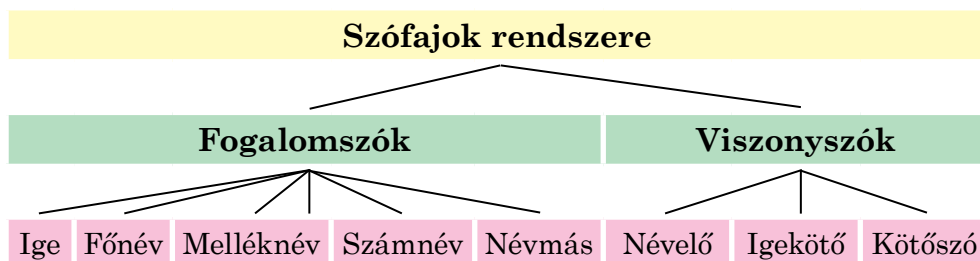 Szófajok rendszere
Fogalomszók Viszonyszók
Ige Főnév Melléknév Számnév Névmás Névelő Igekötő Kötőszó